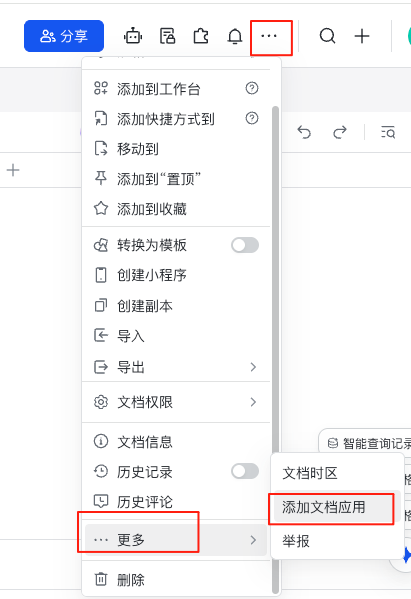 分享
添加到工作台
添加快捷方式到
移动到
添加到“置顶”
添加到收藏
转换为模板
创建小程序
创建副本
导入
导出
文档权限
文档信息
历史记录
历史评论
更多
删除
智能查询记录
文档时区
添加文档应用
举报